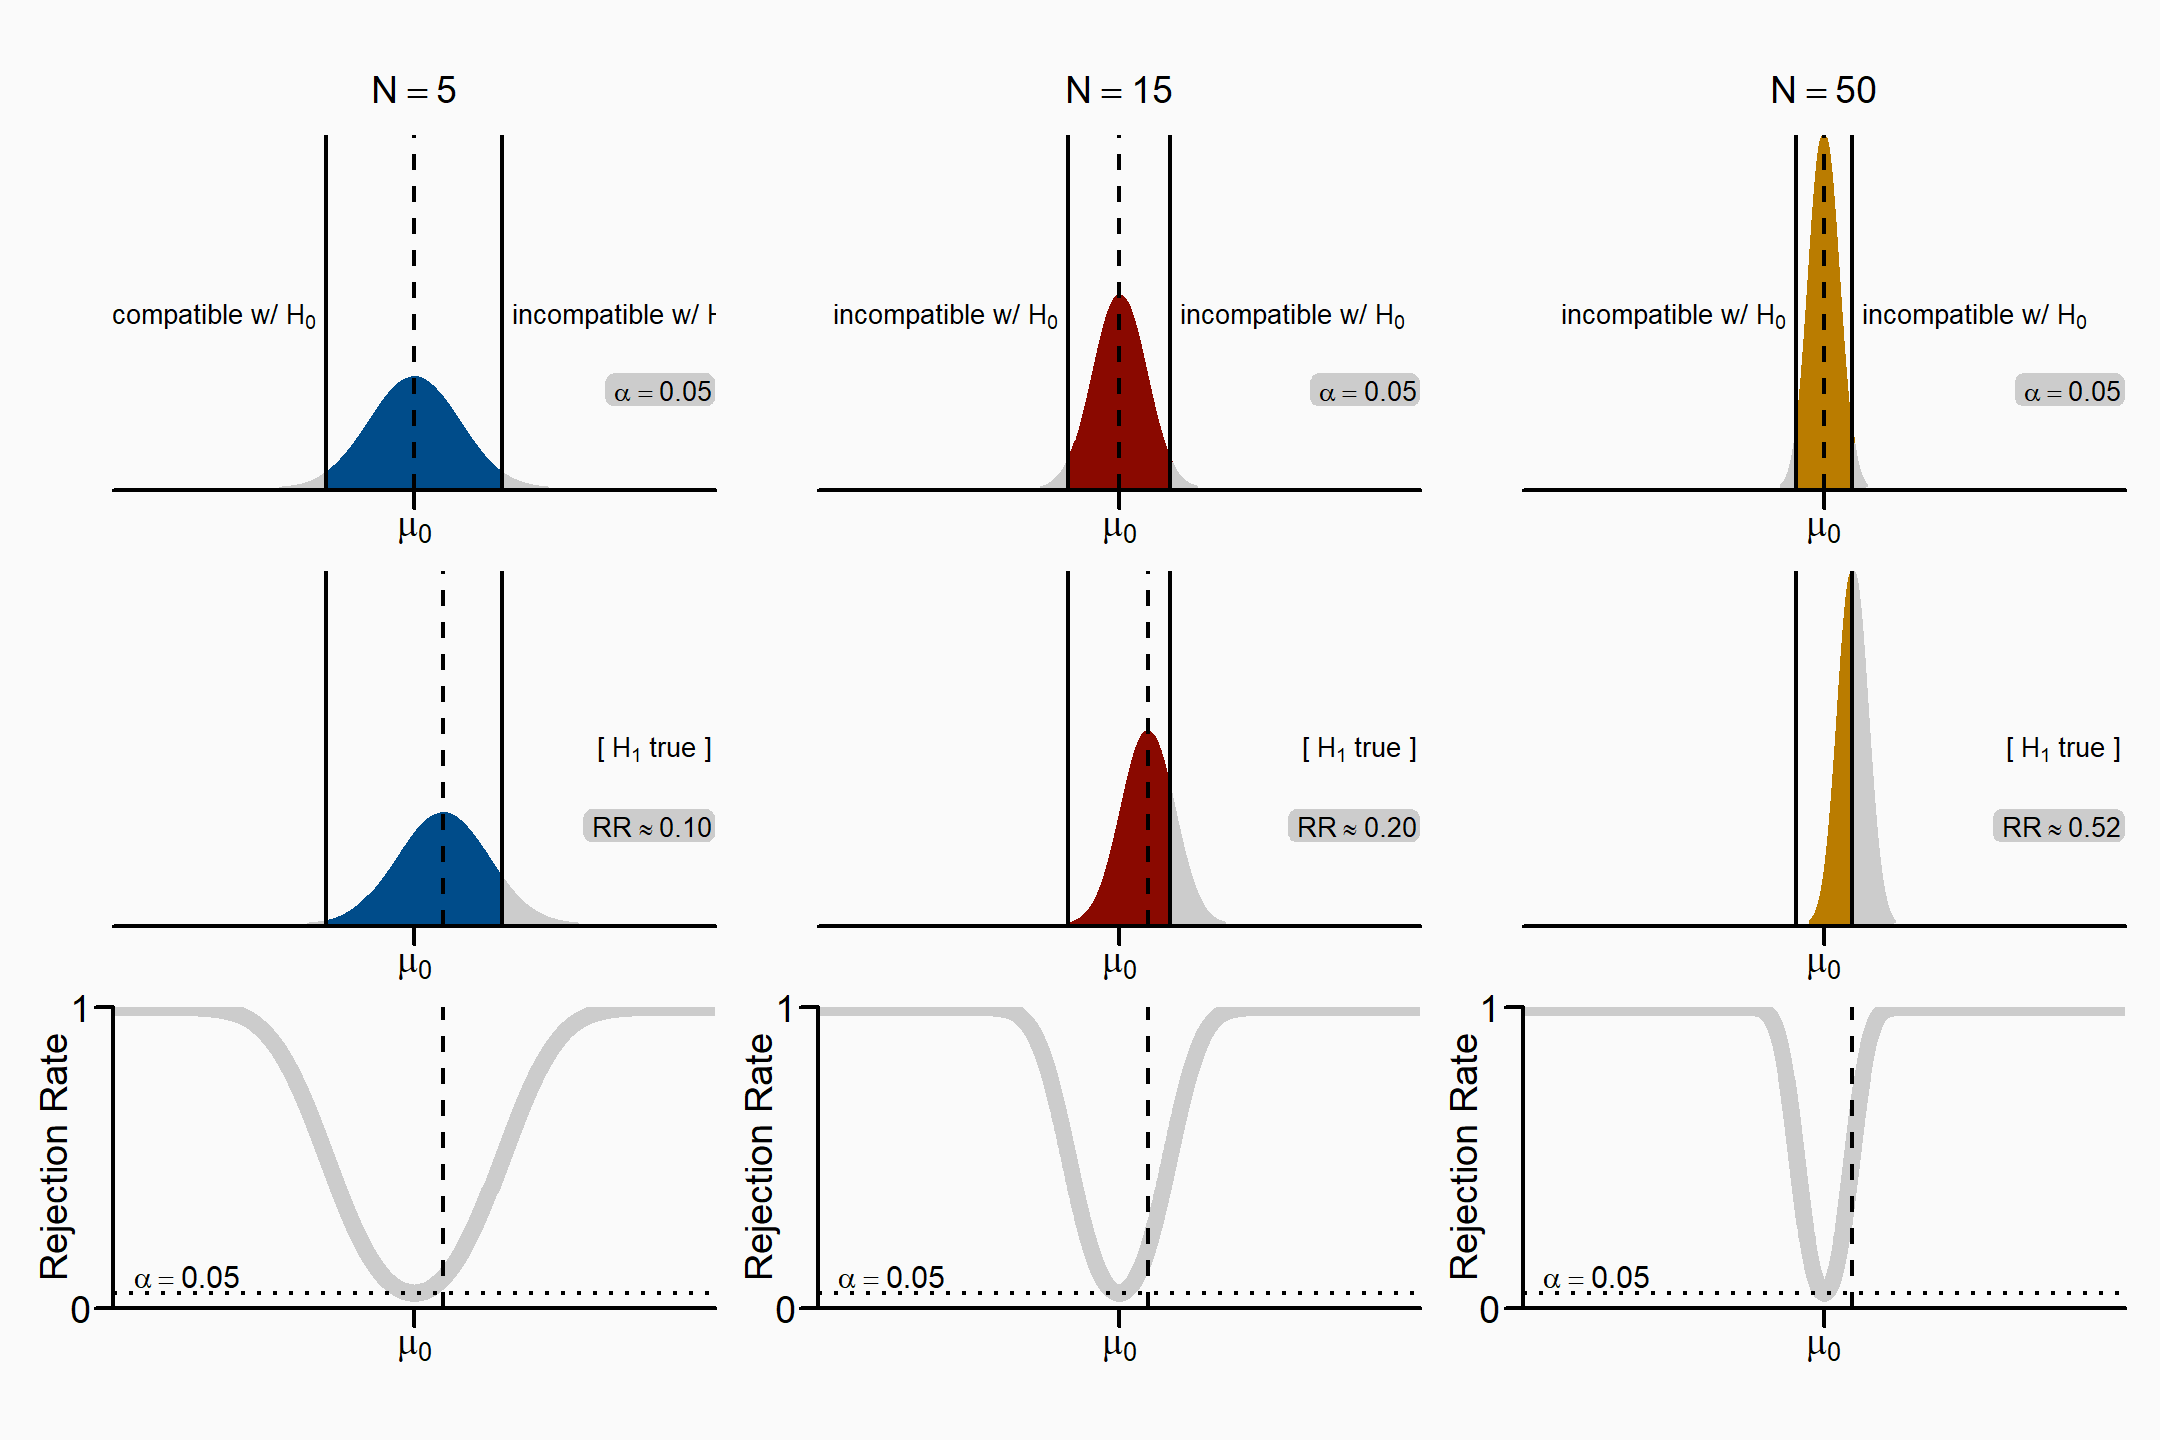 N = 5
N = 15
N = 50
compatible w/ H₀
incompatible w/
incompatible w/ H₀
incompatible w/ H₀
incompatible w/ H₀
incompatible w/ H₀
α = 0.05
α = 0.05
α = 0.05
μ₀
μ₀
μ₀
[ H₁ true ]
[ H₁ true ]
[ H₁ true ]
RR ≈ 0.10
RR ≈ 0.20
RR ≈ 0.52
μ₀
μ₀
μ₀
1
Rejection Rate
α = 0.05
0
μ₀
1
Rejection Rate
α = 0.05
0
μ₀
1
Rejection Rate
α = 0.05
0
μ₀